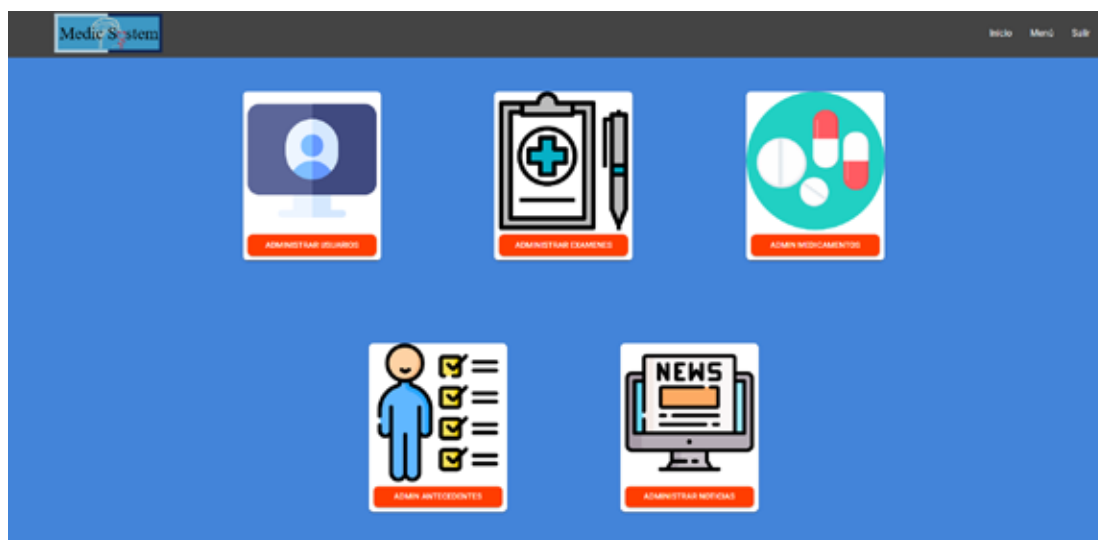 Medic System
Inicio Menú Salir
ADMINISTRAR USUARIOS
ADMINISTRAR EXAMENES
ADMIN MEDICAMENTOS
NEWS
ADMIN ANTECEDENTES
ADMINISTRAR NOTICIAS